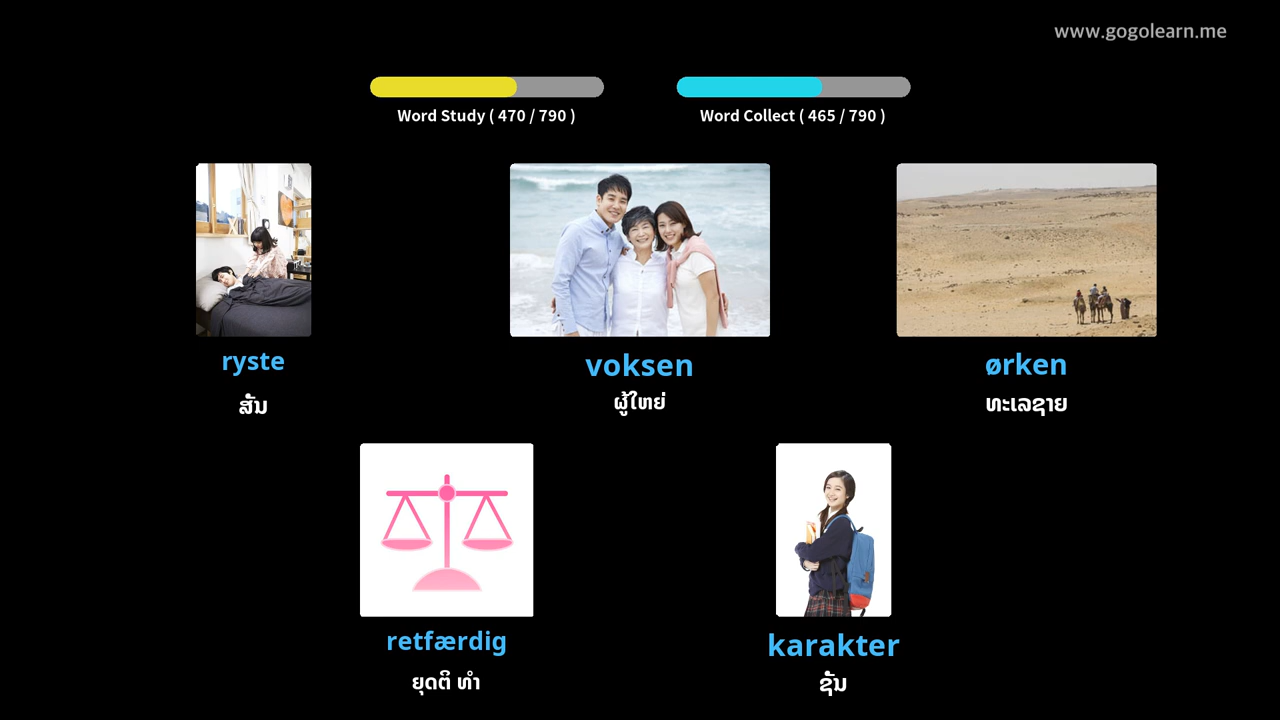 www.gogolearn.me
Word Study ( 470 / 790 )
Word Collect ( 465 / 790 )
ryste
ສັ່ນ
voksen
ຜູ້ໃຫຍ່
ørken
ທະເລຊາຍ
retfærdig
ຍຸດຕິ ທຳ
karakter
ຊັ້ນ